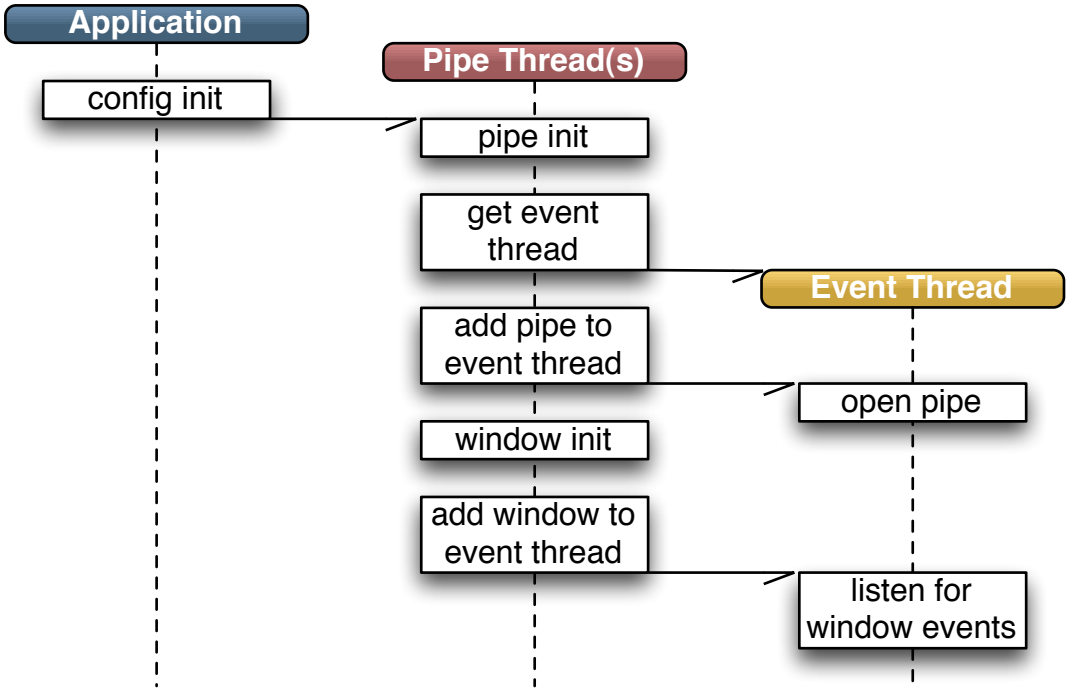 Application
Pipe Thread(s)
config init
pipe init
get event
thread
Event Thread
add pipe to
event thread
open pipe
window init
add window to
event thread
listen for
window events